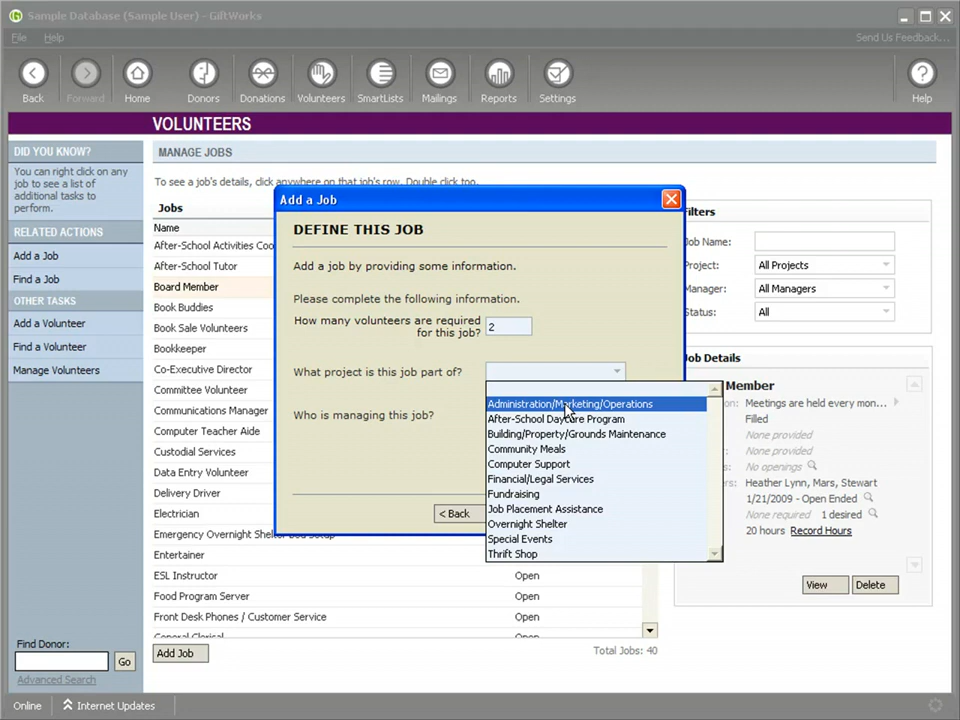 Sample Database (Sample User) - GiftWorks
File Help Send Us Feedback...
Back Forward Home Donors Donations Volunteers SmartLists Mailings Reports Settings Help
VOLUNTEERS
DID YOU KNOW?
You can right click on any
job to see a list of
additional tasks to
perform.
RELATED ACTIONS
Add a Job
Find a Job
OTHER TASKS
Add a Volunteer
Find a Volunteer
Manage Volunteers
Find Donor:
Go
Advanced Search
MANAGE JOBS
To see a job's details, click anywhere on that job's row. Double click too.
Jobs
Name
After-School Activities Coo
After-School Tutor
Board Member
Book Buddies
Book Sale Volunteers
Bookkeeper
Co-Executive Director
Committee Volunteer
Communications Manager
Computer Teacher Aide
Custodial Services
Data Entry Volunteer
Delivery Driver
Electrician
Emergency Overnight Shelter Bed Setup
Entertainer
ESL Instructor Open
Food Program Server Open
Front Desk Phones / Customer Service Open
General Clerical Open
Add Job
Total Jobs: 40
Add a Job
DEFINE THIS JOB
Add a job by providing some information.
Please complete the following information.
How many volunteers are required
for this job? 2
What project is this job part of?
Who is managing this job?
< Back
Administration/Marketing/Operations
After-School Daycare Program
Building/Property/Grounds Maintenance
Community Meals
Computer Support
Financial/Legal Services
Fundraising
Job Placement Assistance
Overnight Shelter
Special Events
Thrift Shop
Filters
Job Name:
Project: All Projects
Manager: All Managers
Status: All
Job Details
Member
on: Meetings are held every mon...
Filled
None provided
None provided
s: No openings
rs: Heather Lynn, Mars, Stewart
1/21/2009 - Open Ended
None required 1 desired
20 hours Record Hours
View Delete
Online Internet Updates